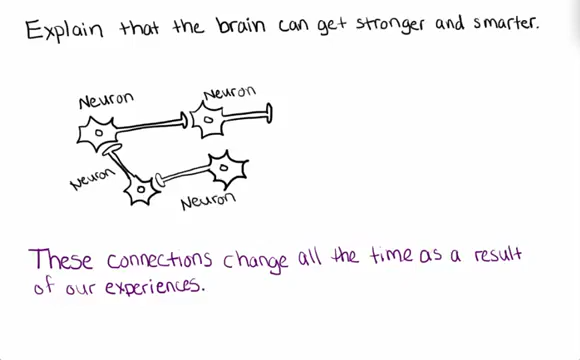 Explain that the brain can get stronger and smarter.
Neuron
Neuron
Neuron
Neuron
These connections change all the time as a result
of our experiences.